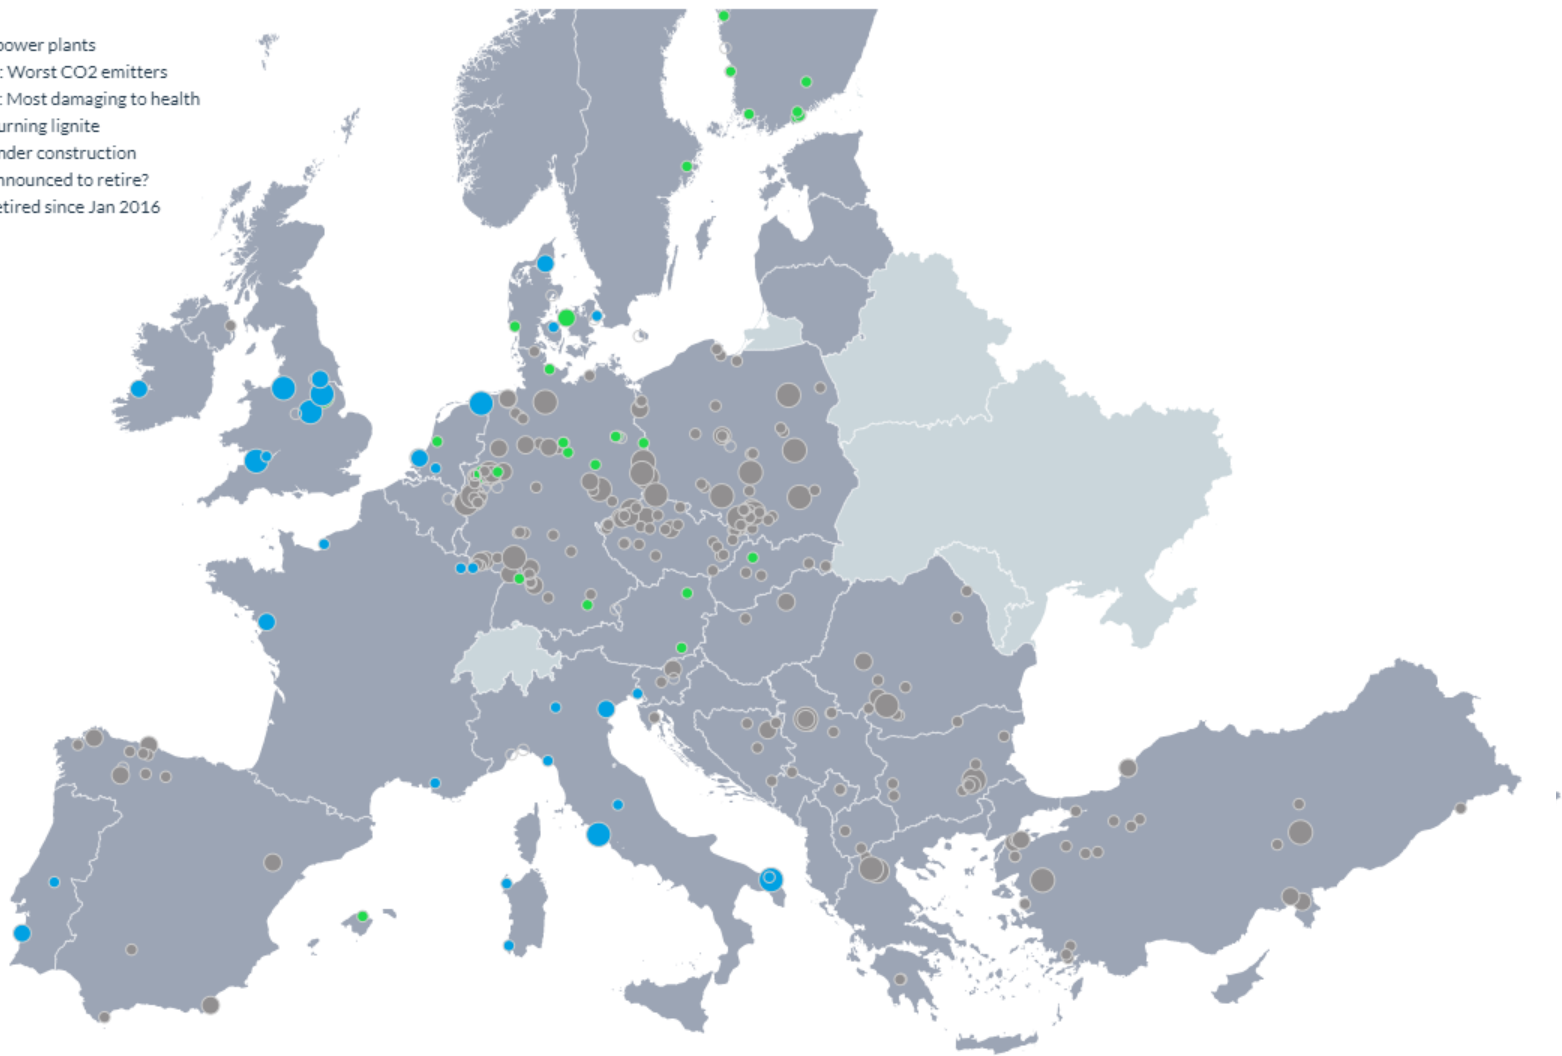 power plants
: Worst CO2 emitters
: Most damaging to health
urning lignite
nder construction
nnounced to retire?
etired since Jan 2016